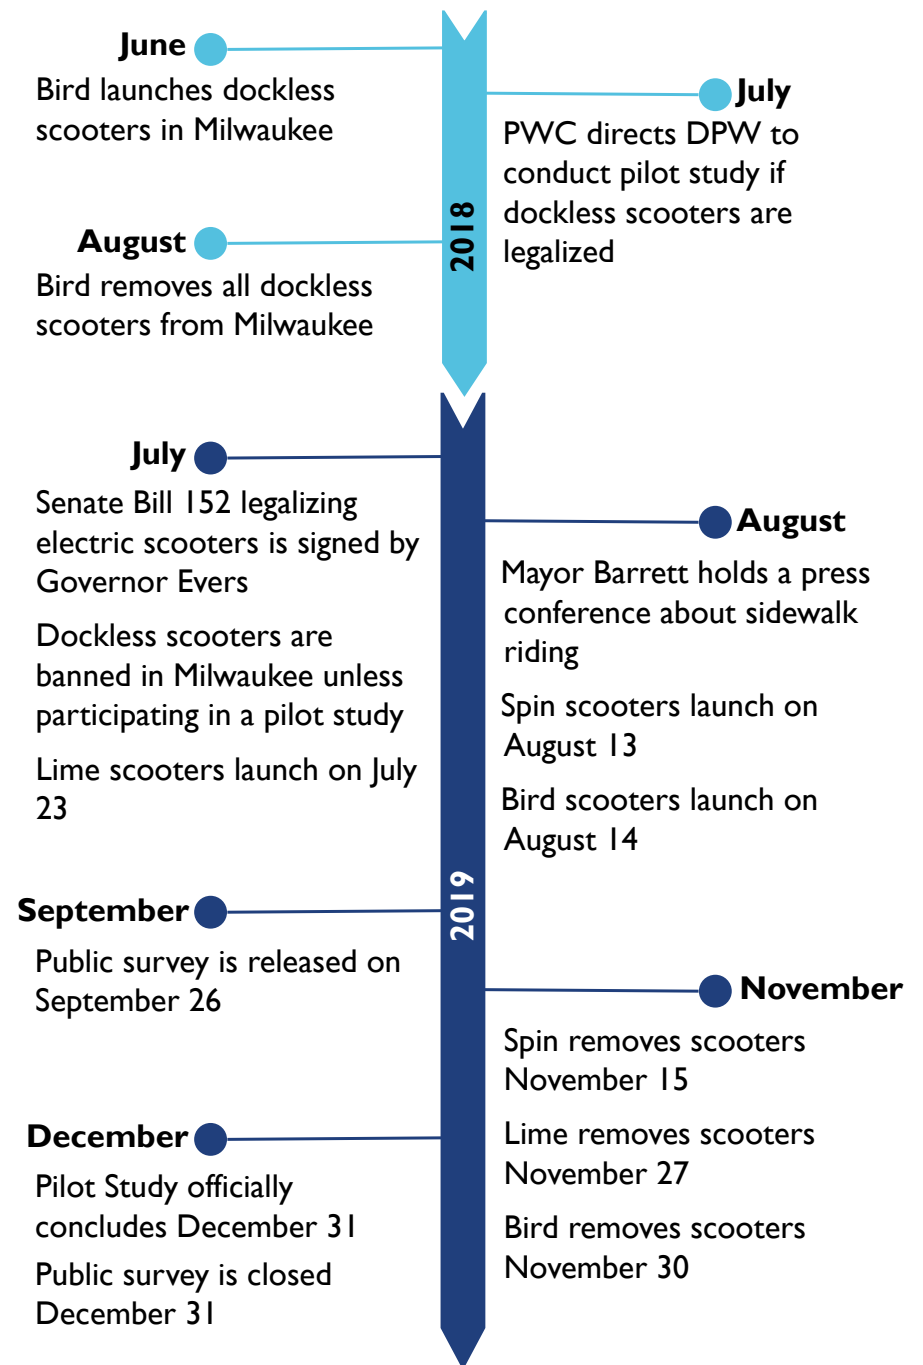 June
Bird launches dockless
scooters in Milwaukee
July
PWC directs DPW to
conduct pilot study if
dockless scooters are
legalized
2018
August
Bird removes all dockless
scooters from Milwaukee
July
Senate Bill 152 legalizing
electric scooters is signed by
Governor Evers
Dockless scooters are
banned in Milwaukee unless
participating in a pilot study
Lime scooters launch on July
23
August
Mayor Barrett holds a press
conference about sidewalk
riding
Spin scooters launch on
August 13
Bird scooters launch on
August 14
2019
September
Public survey is released on
September 26
November
Spin removes scooters
November 15
Lime removes scooters
November 27
Bird removes scooters
November 30
December
Pilot Study officially
concludes December 31
Public survey is closed
December 31